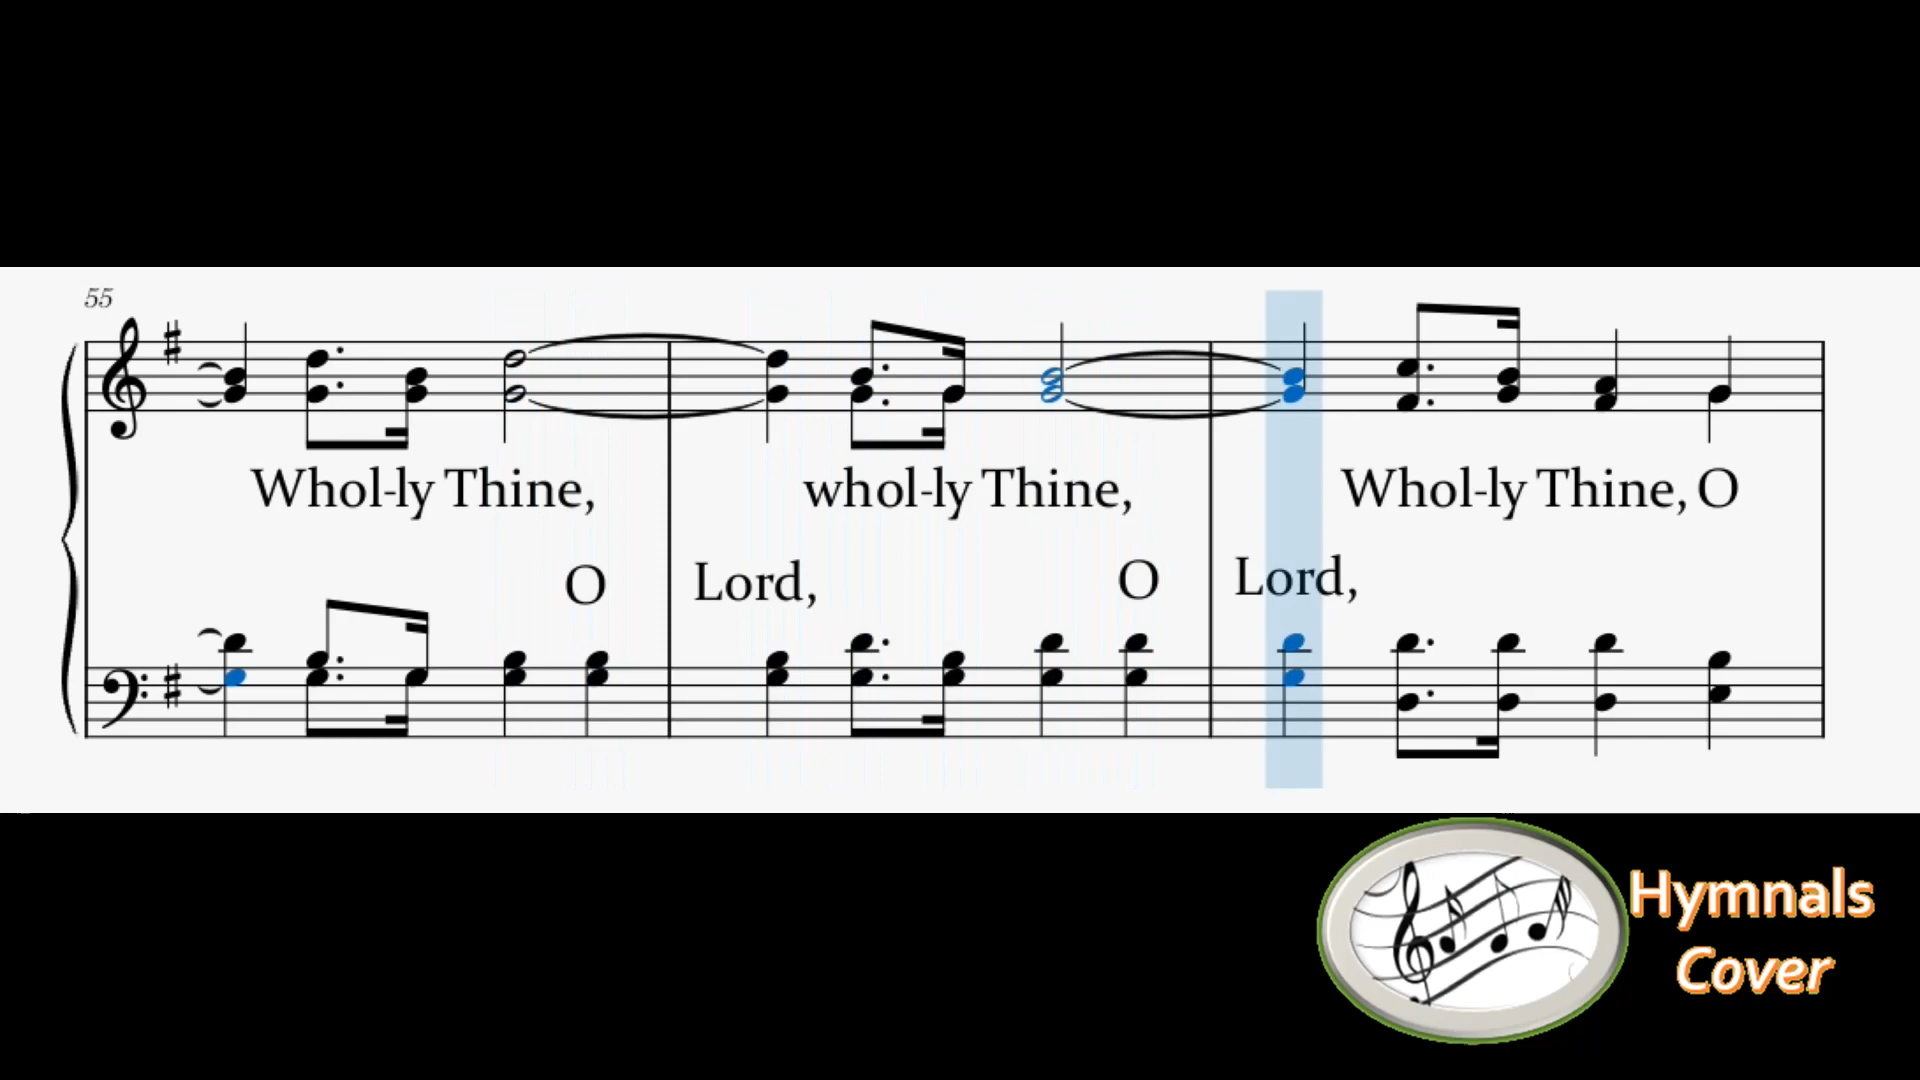 55
Whol-ly Thine, whol-ly Thine, Whol-ly Thine, O
O Lord, O Lord,
Hymnals
Cover